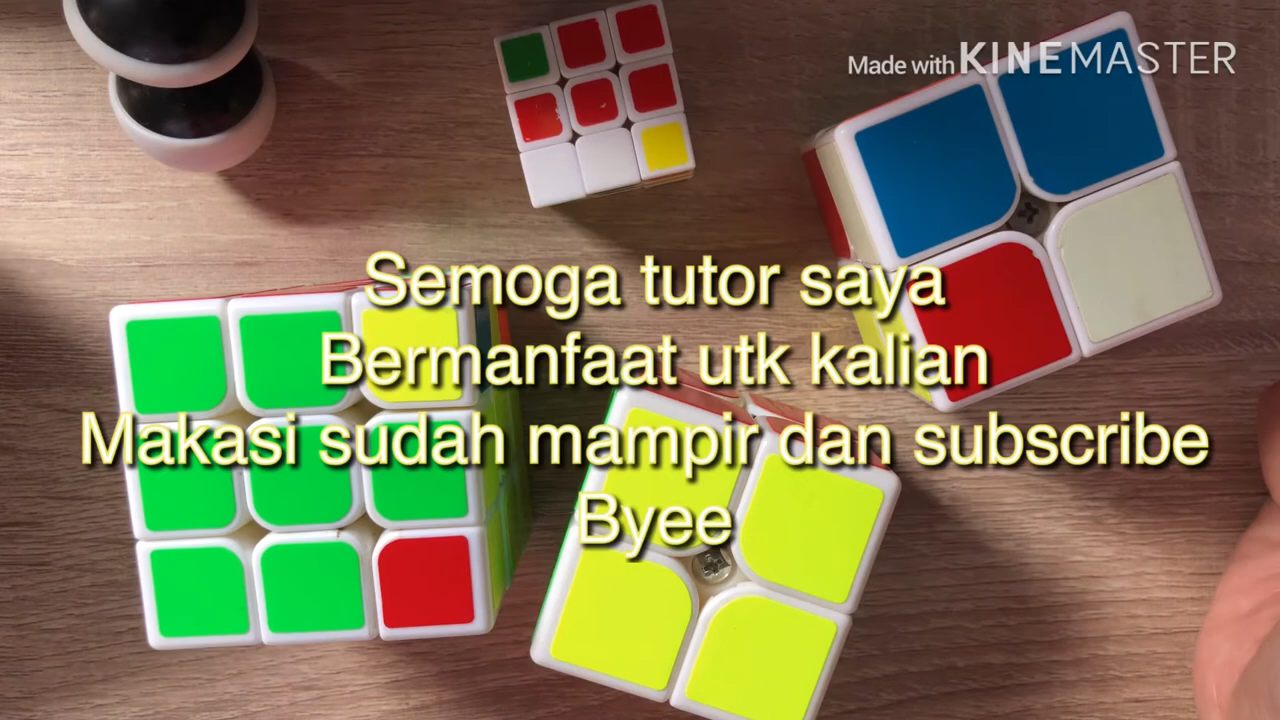 Made with KINEMASTER
Semoga tutor saya
Bermanfaat utk kalian
Makasi sudah mampir dan subscribe
Byee